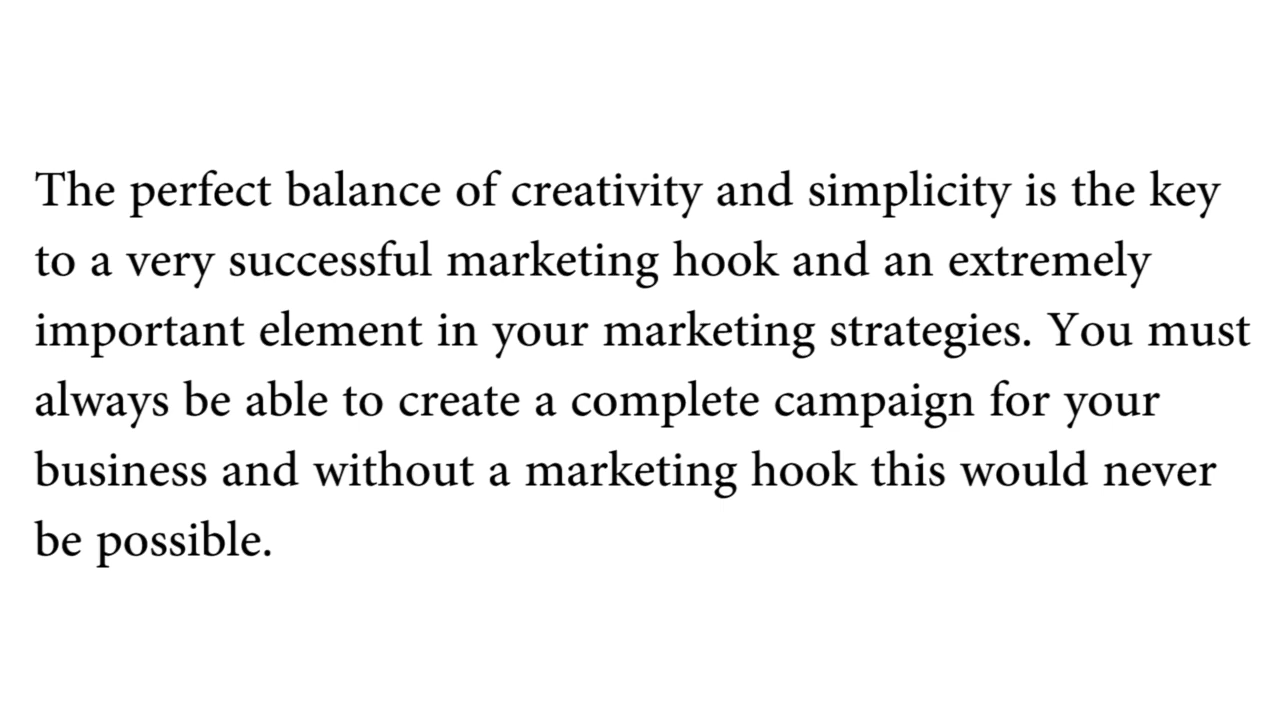 The perfect balance of creativity and simplicity is the key
to a very successful marketing hook and an extremely
important element in your marketing strategies. You must
always be able to create a complete campaign for your
business and without a marketing hook this would never
be possible.